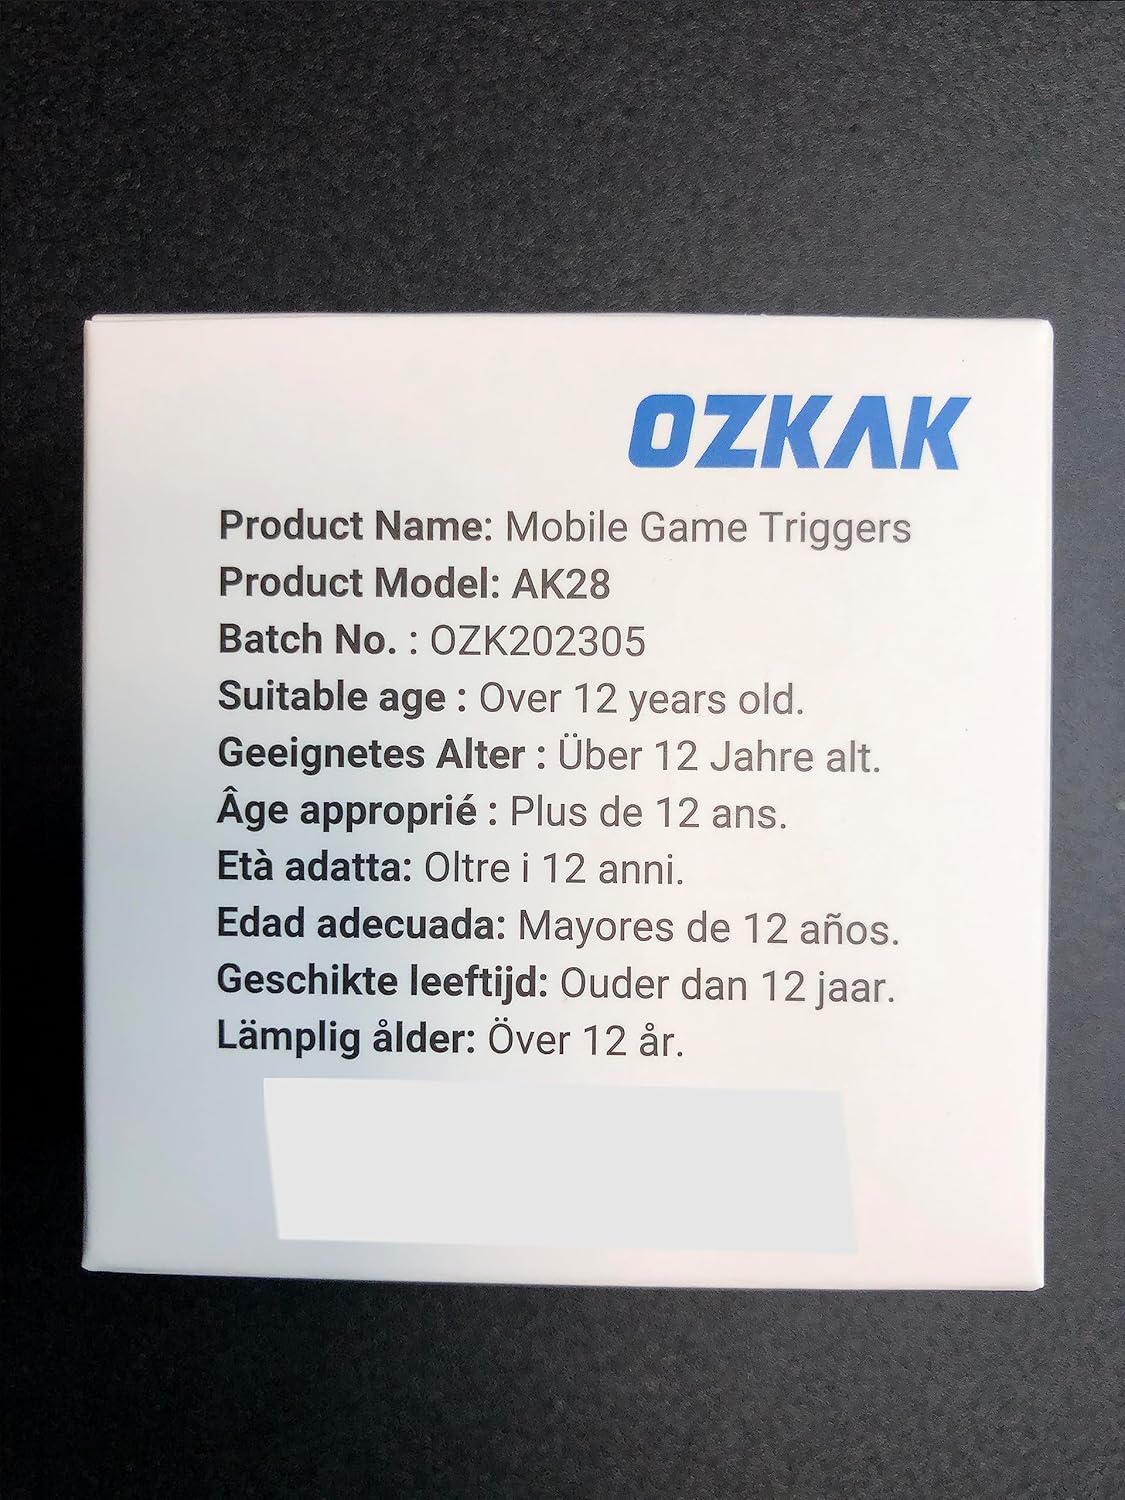 OZKAK
Product Name: Mobile Game Triggers
Product Model: AK28
Batch No. : OZK202305
Suitable age : Over 12 years old.
Geeignetes Alter : Über 12 Jahre alt.
Âge approprié : Plus de 12 ans.
Età adatta: Oltre i 12 anni.
Edad adecuada: Mayores de 12 años.
Geschikte leeftijd: Ouder dan 12 jaar.
Lämplig ålder: Över 12 år.